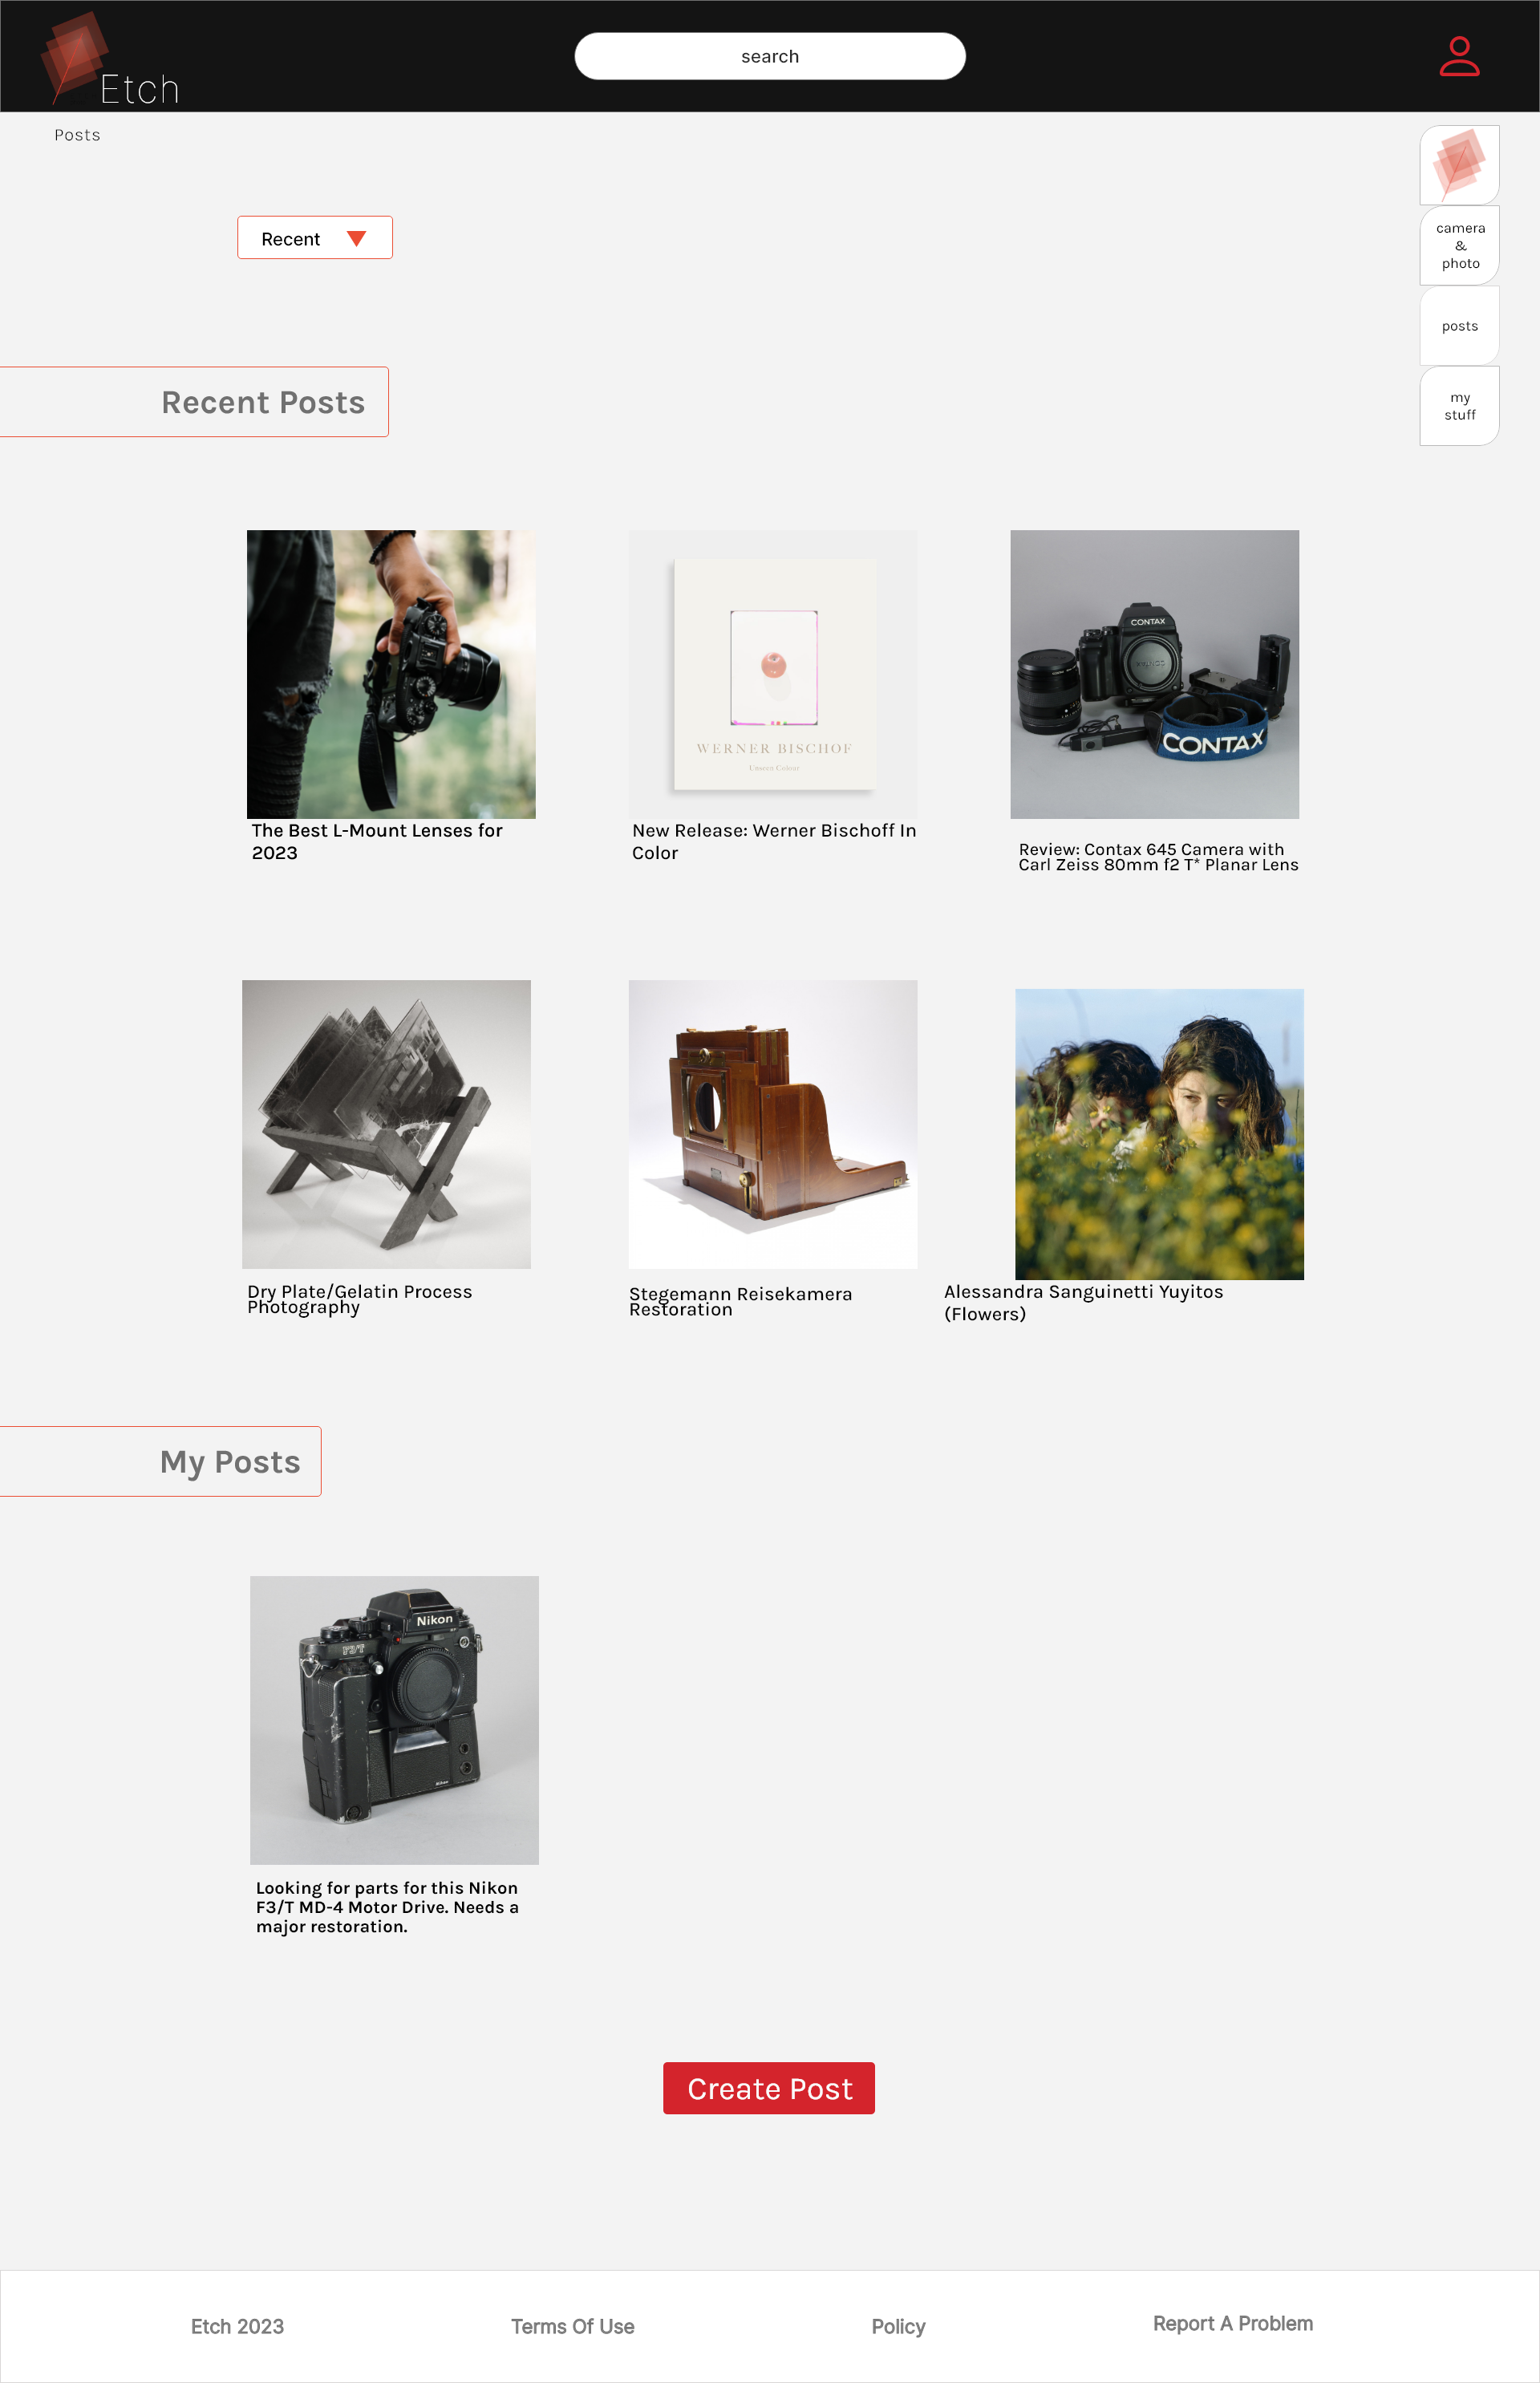 Etch
search
Posts
camera
&
photo
Recent
posts
Recent Posts
my
stuff
WERNER BISCHOF
Unseen Colour
CONTAX
CONTAX
The Best L-Mount Lenses for
2023
New Release: Werner Bischoff In
Color
Review: Contax 645 Camera with
Carl Zeiss 80mm f2 T* Planar Lens
Dry Plate/Gelatin Process
Photography
Stegemann Reisekamera
Restoration
Alessandra Sanguinetti Yuyitos
(Flowers)
My Posts
Nikon
F3/T
Nikon
Looking for parts for this Nikon
F3/T MD-4 Motor Drive. Needs a
major restoration.
Create Post
Etch 2023
Terms Of Use
Policy
Report A Problem